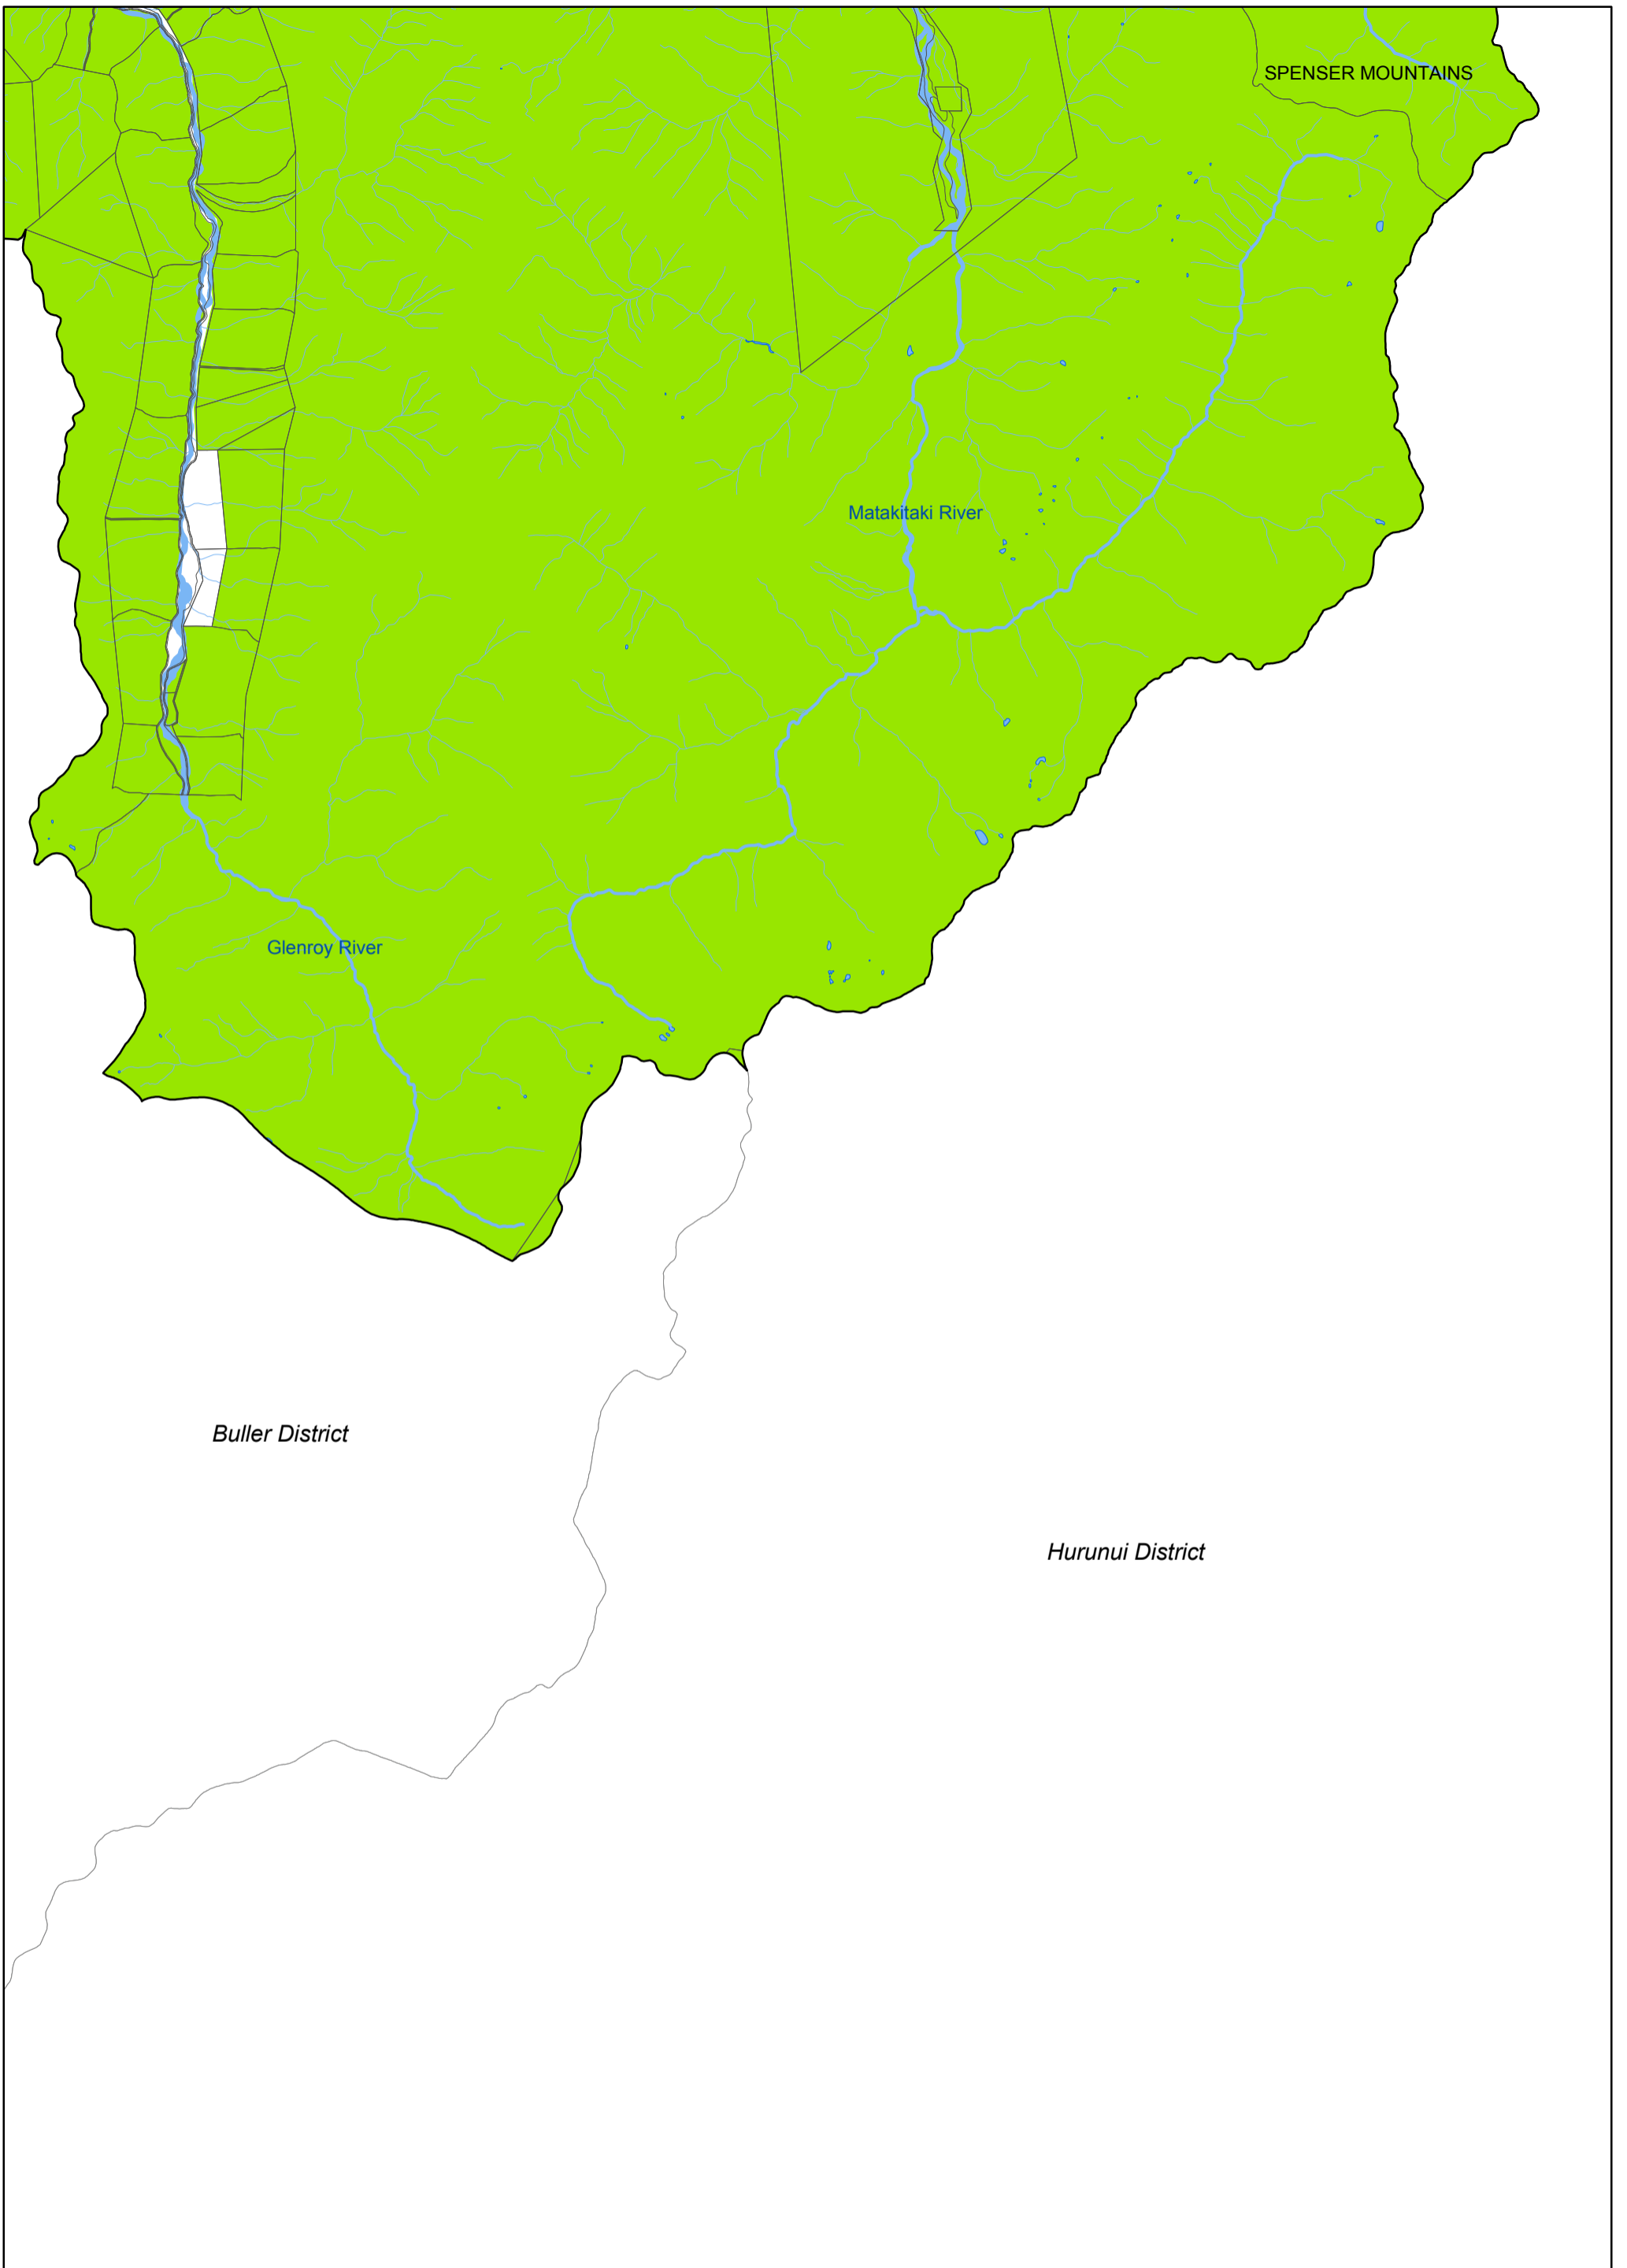 SPENSER MOUNTAINS
Matakitaki River
Glenroy River
Buller District
Hurunui District